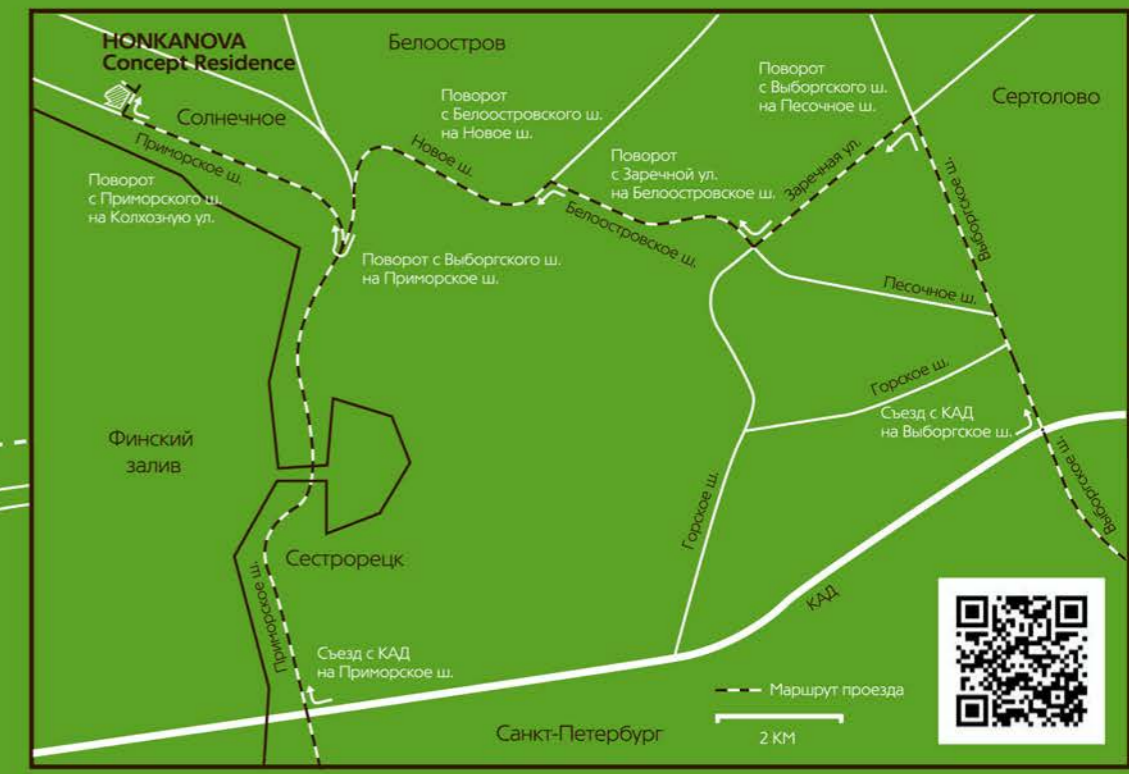 HONKANOVA
Concept Residence
Белоостров
Поворот
с Выборгского ш.
на Песочное ш.
Сертолово
Солнечное
Поворот
с Белоостровского ш.
на Новое ш.
Приморское ш.
Новое ш.
Поворот
с Заречной ул.
на Белоостровское ш.
Заречная ул.
Выборгское ш.
Поворот
с Приморского ш.
на Колхозную ул.
Белоостровское ш.
Поворот с Выборгского ш.
на Приморское ш.
Песочное ш.
Горское ш.
Съезд с КАД
на Выборгское ш.
Финский
залив
Выборгское ш.
Горское ш.
Сестрорецк
Приморское ш.
КАД
Съезд с КАД
на Приморское ш.
Маршрут проезда
Санкт-Петербург
2 КМ